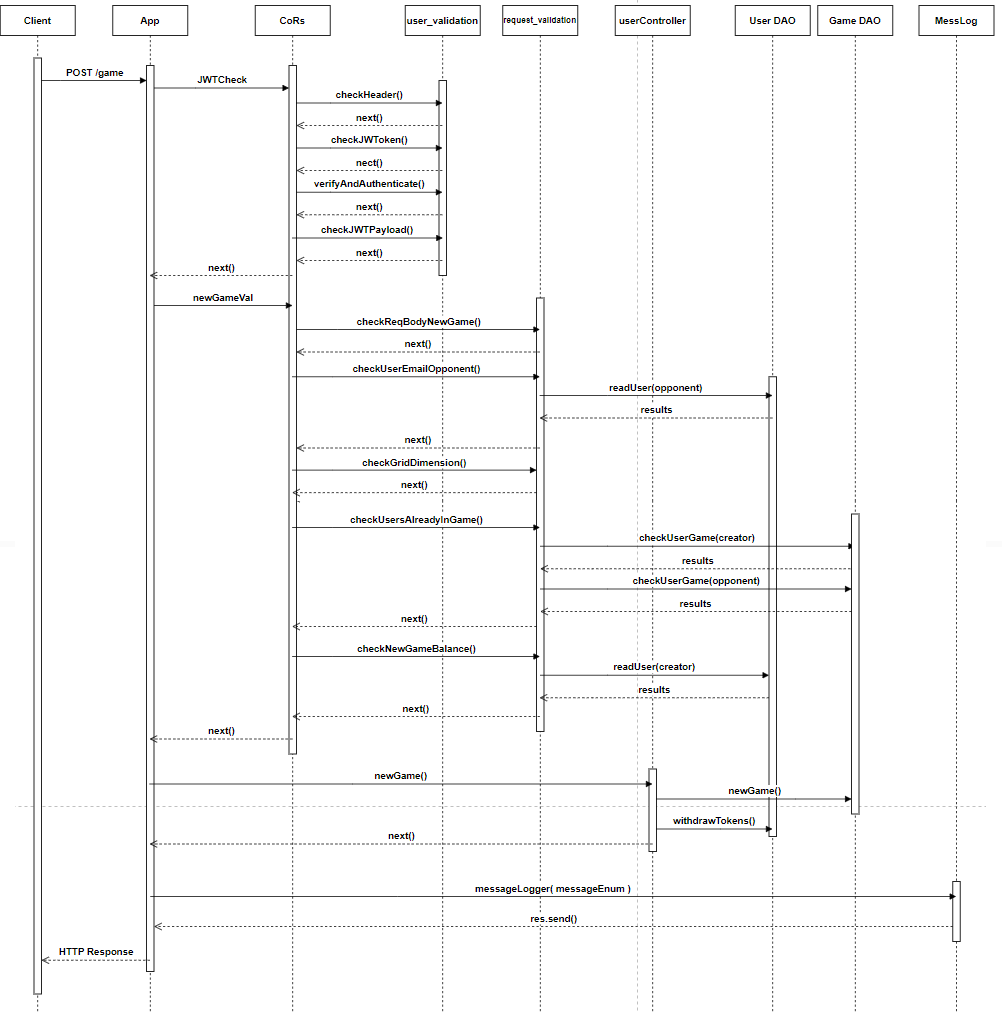 Client
App
CoRs
user_validation
request_validation
userController
User DAO
Game DAO
MessLog
POST /game
JWTCheck
checkHeader()
next()
checkJWToken()
nect()
verifyAndAuthenticate()
next()
checkJWTPayload()
next()
next()
newGameVal
checkReqBodyNewGame()
next()
checkUserEmailOpponent()
readUser(opponent)
results
next()
checkGridDimension()
next()
checkUsersAlreadyInGame()
checkUserGame(creator)
results
checkUserGame(opponent)
results
next()
checkNewGameBalance()
readUser(creator)
results
next()
next()
newGame()
newGame()
withdrawTokens()
next()
messageLogger( messageEnum )
res.send()
HTTP Response